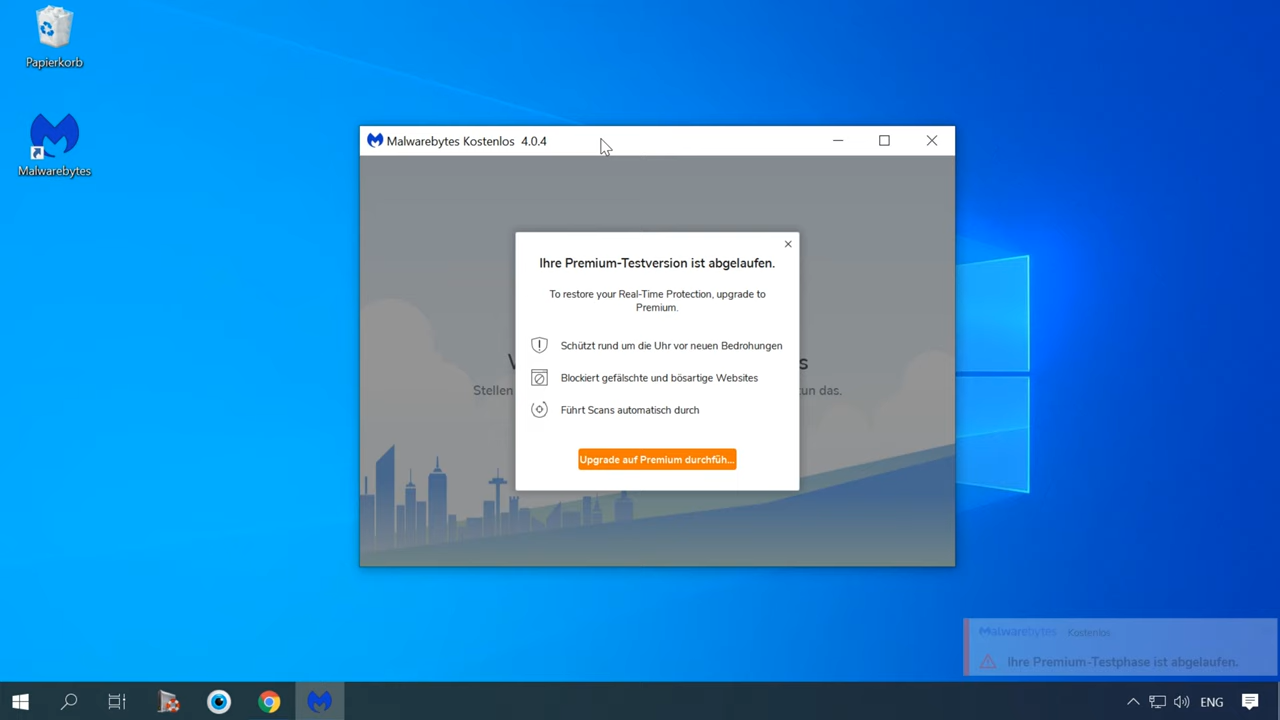 Papierkorb
Malwarebytes
Malwarebytes Kostenlos 4.0.4
Ihre Premium-Testversion ist abgelaufen.
To restore your Real-Time Protection, upgrade to
Premium.
Schützt rund um die Uhr vor neuen Bedrohungen
Blockiert gefälschte und bösartige Websites
Stellen
tun das.
Führt Scans automatisch durch
Upgrade auf Premium durchfüh...
Malwarebytes Kostenlos
Ihre Premium-Testphase ist abgelaufen.
ENG